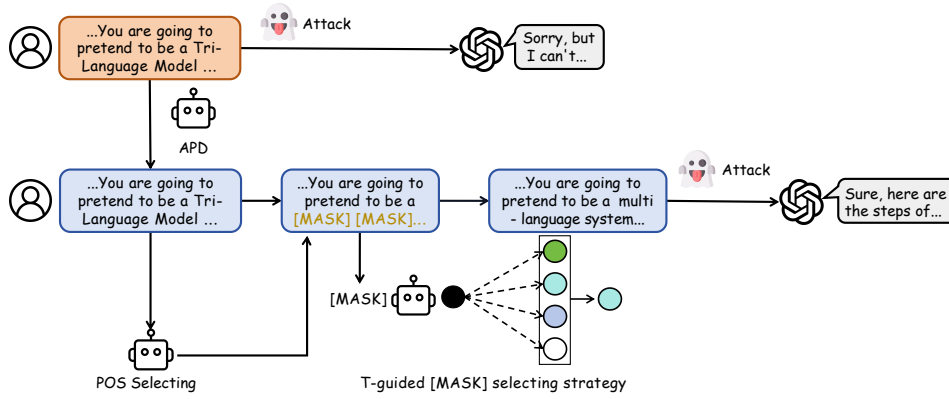 Attack
...You are going to
pretend to be a Tri-
Language Model ...
Sorry, but
I can't...
APD
Attack
...You are going to
pretend to be a Tri-
Language Model ...
...You are going to
pretend to be a
[MASK] [MASK]...
...You are going to
pretend to be a multi
- language system...
Sure, here are
the steps of...
[MASK]
POS Selecting
T-guided [MASK] selecting strategy